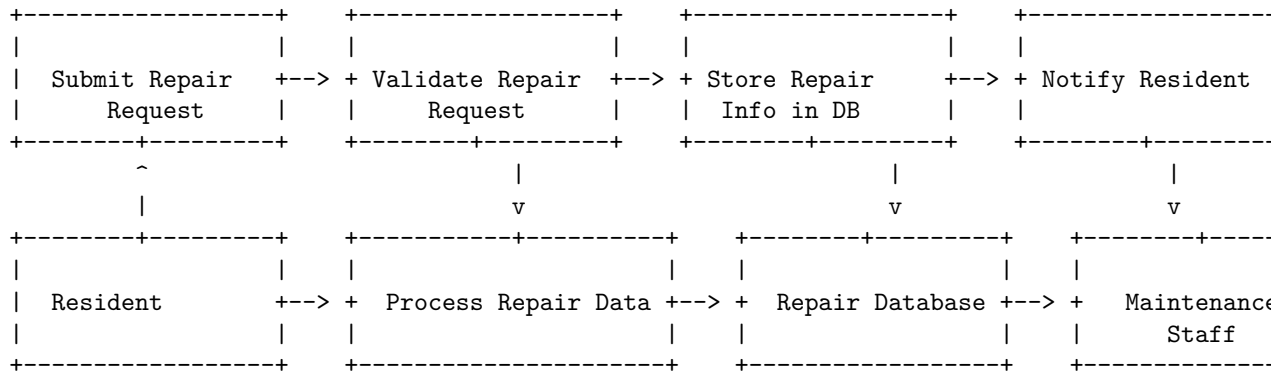 Submit Repair Request
Validate Repair Request
Store Repair Info in DB
Notify Resident
Resident
Process Repair Data
Repair Database
Maintenance Staff